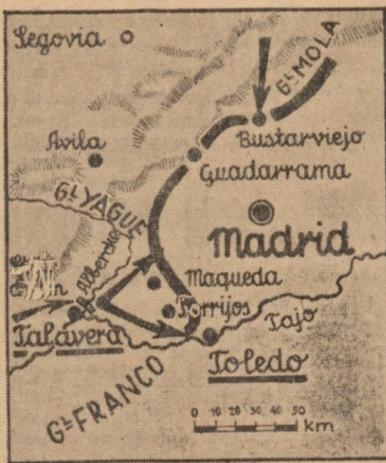 Segovia
Gl. MOLA
Avila
Bustarviejo
Guadarrama
Gl. YAGUE
Madrid
R. Alberche
Maqueda
Torrijos
Tajo
Talavera
Toledo
Gl. FRANCO
0 10 20 30 40 50
Km